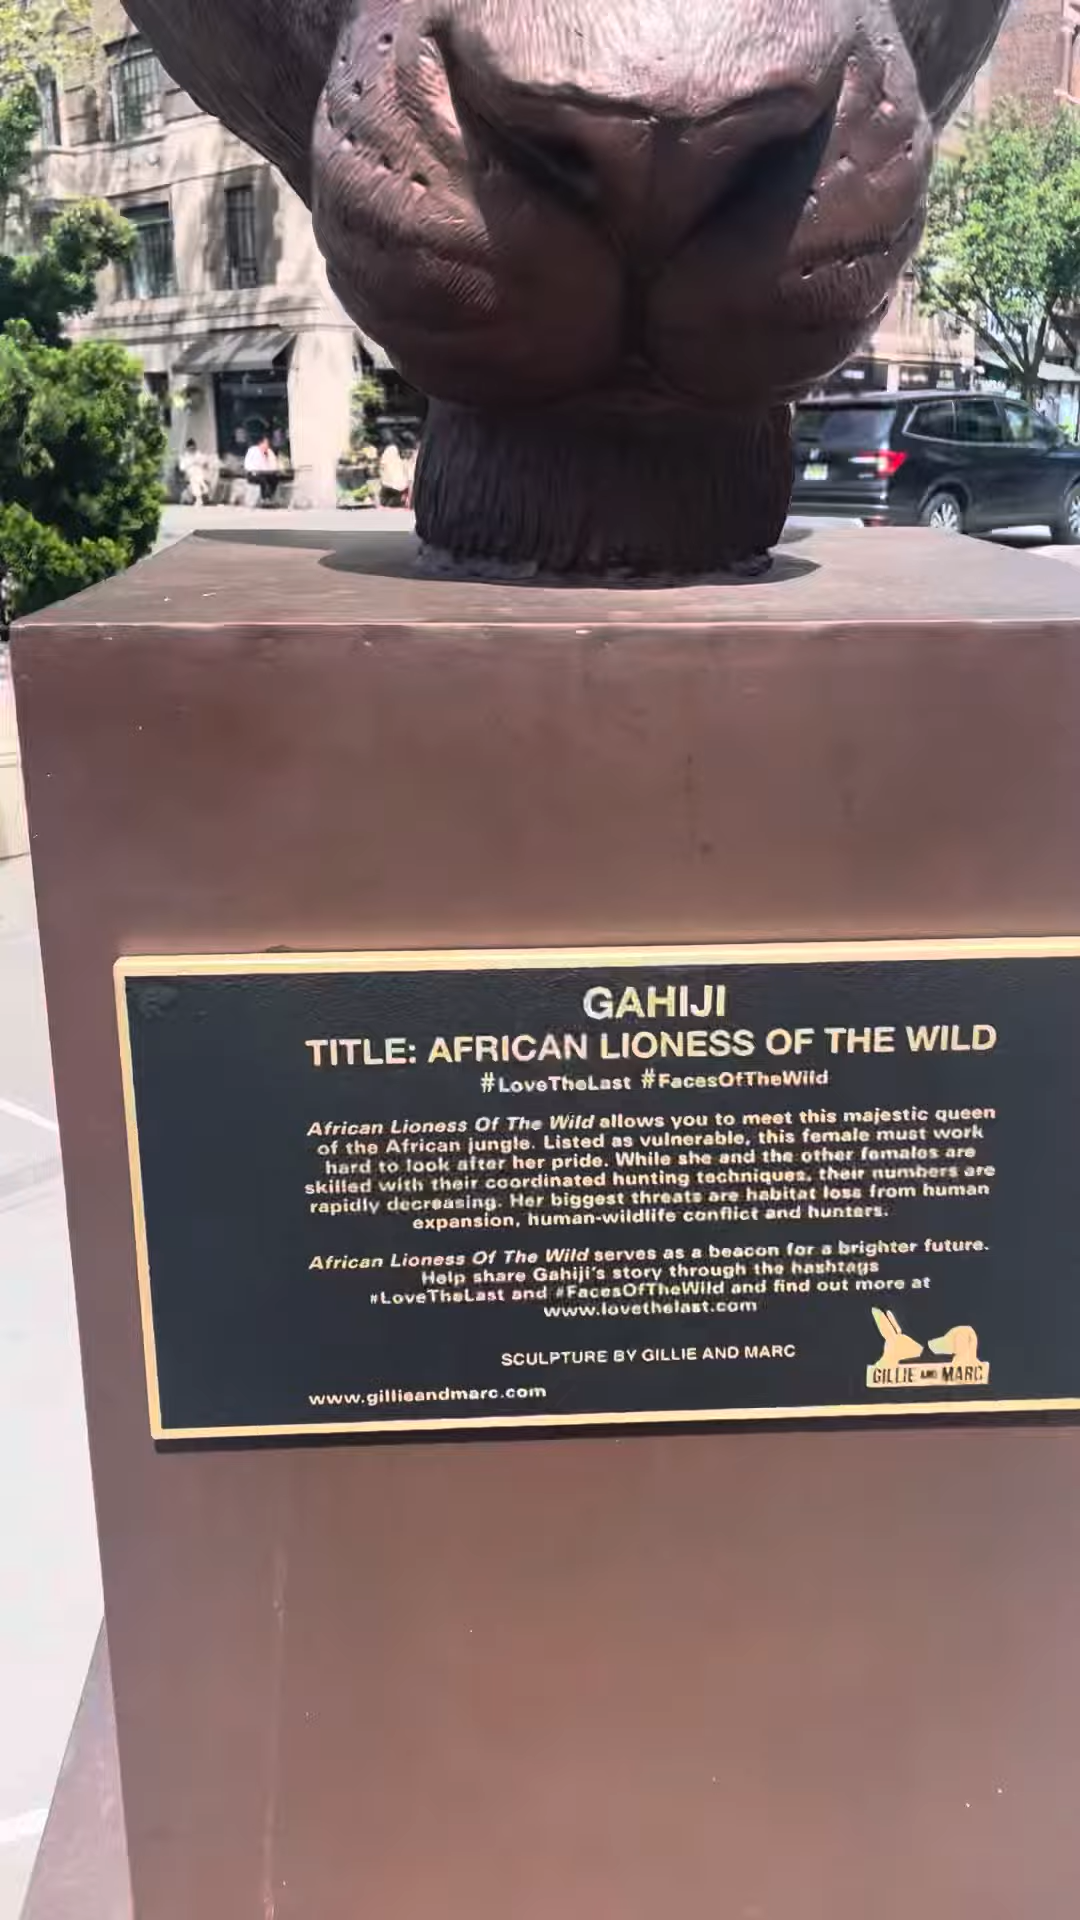 GAHIJI
TITLE: AFRICAN LIONESS OF THE WILD
#LoveTheLast #FacesOfTheWild
African Lioness Of The Wild allows you to meet this majestic queen
of the African jungle. Listed as vulnerable, this female must work
hard to look after her pride. While she and the other females are
skilled with their coordinated hunting techniques, their numbers are
rapidly decreasing. Her biggest threats are habitat loss from human
expansion, human-wildlife conflict and hunters.
African Lioness Of The Wild serves as a beacon for a brighter future.
Help share Gahiji's story through the hashtags
#LoveTheLast and #FacesOfTheWild and find out more at
www.lovethelast.com
SCULPTURE BY GILLIE AND MARC
GILLIE AND MARC
www.gillieandmarc.com